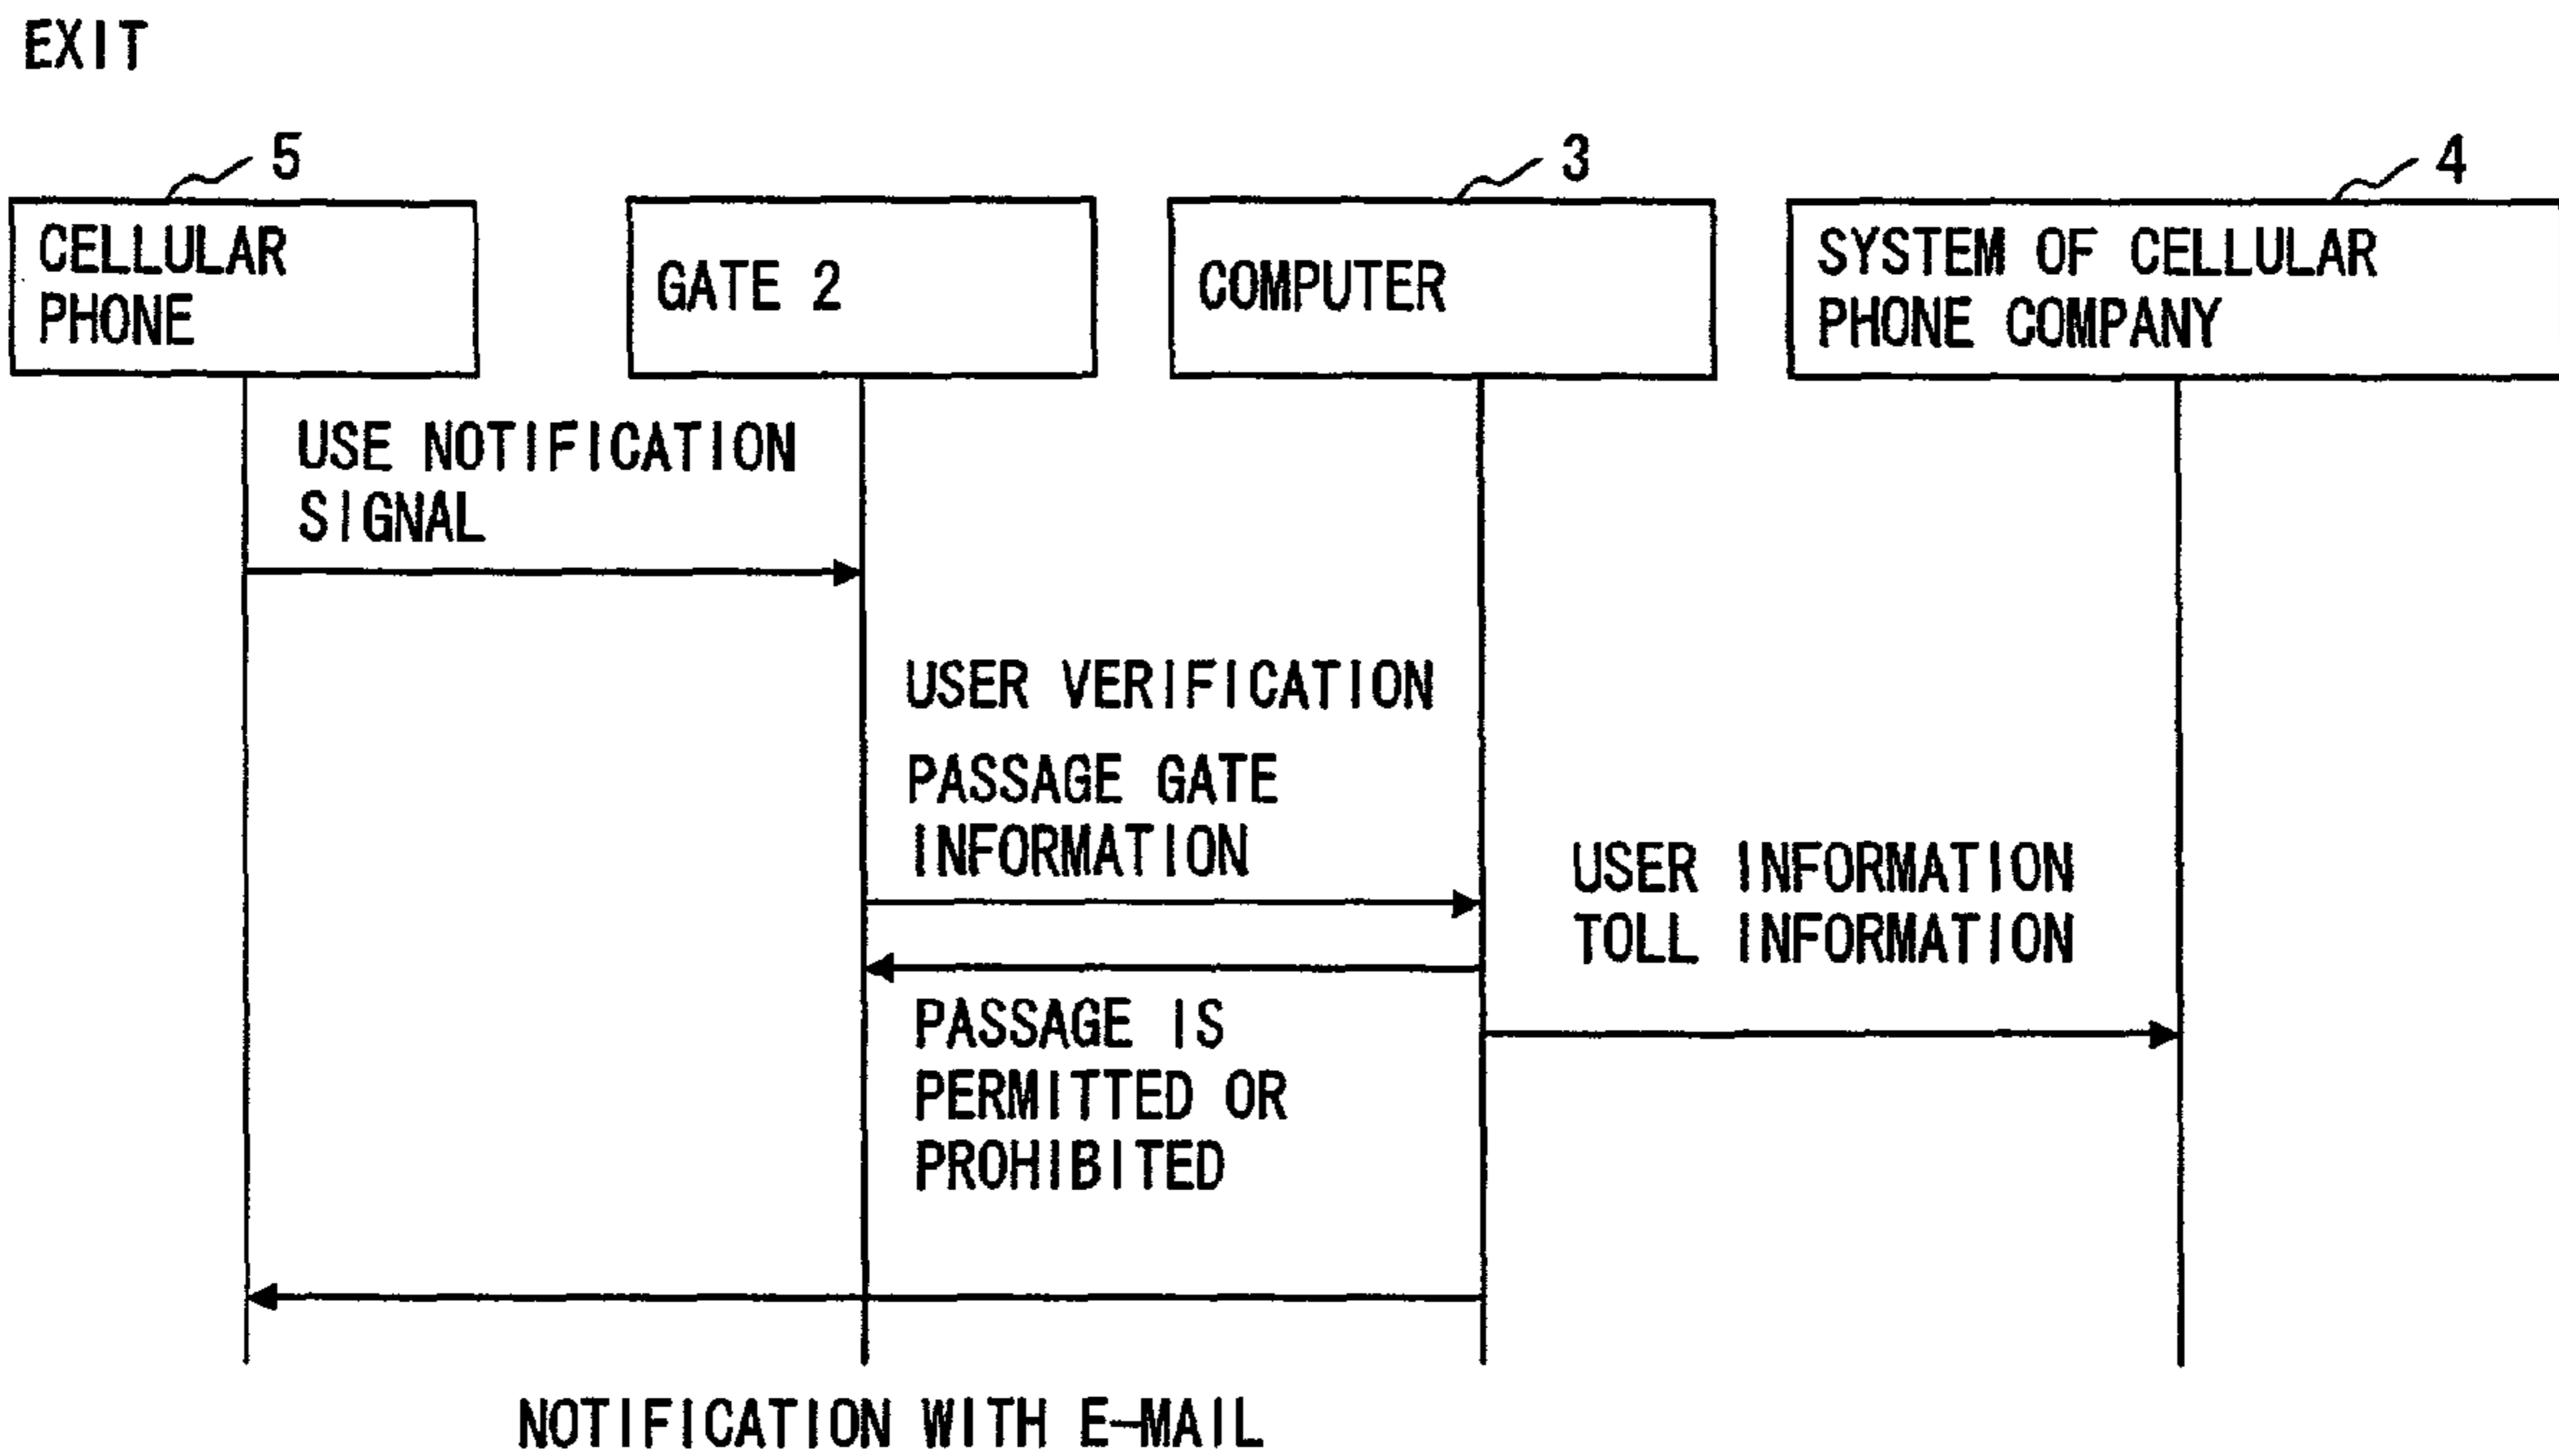 EXIT
5
3
4
CELLULAR
PHONE
GATE 2
COMPUTER
SYSTEM OF CELLULAR
PHONE COMPANY
USE NOTIFICATION
SIGNAL
USER VERIFICATION
PASSAGE GATE
INFORMATION
USER INFORMATION
TOLL INFORMATION
PASSAGE IS
PERMITTED OR
PROHIBITED
NOTIFICATION WITH E-MAIL